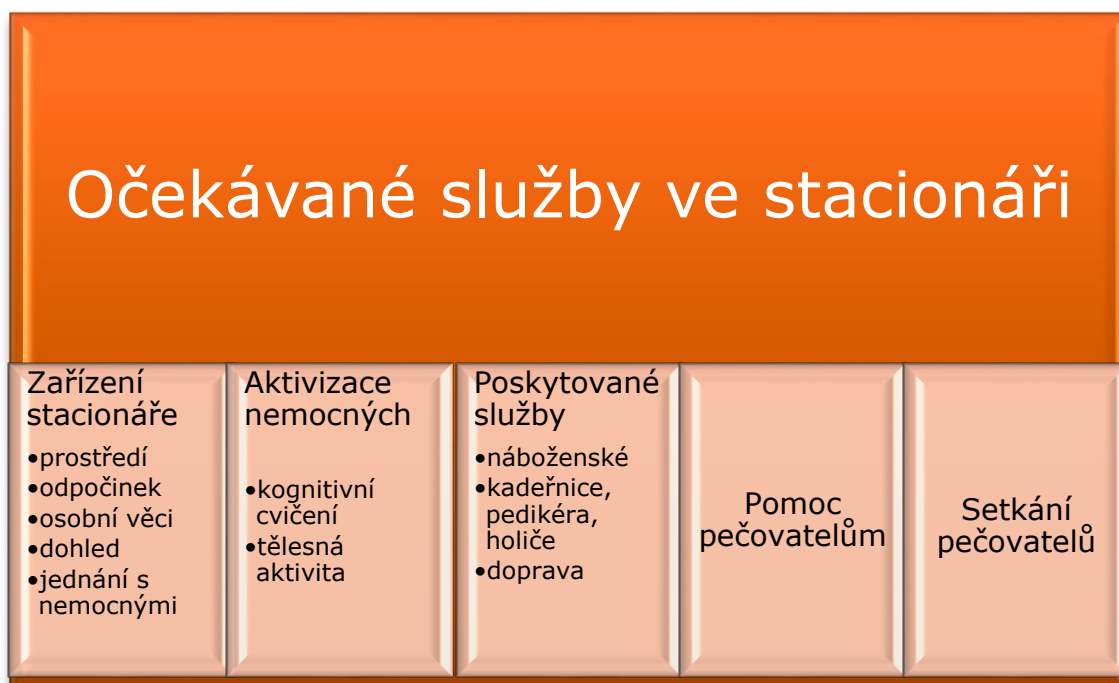 Očekávané služby ve stacionáři
Zařízení
stacionáře
•prostředí
•odpočinek
•osobní věci
•dohled
•jednání s
nemocnými
Aktivizace
nemocných
•kognitivní
cvičení
•tělesná
aktivita
Poskytované
služby
•náboženské
•kadeřnice,
pedikéra,
holiče
•doprava
Pomoc
pečovatelům
Setkání
pečovatelů